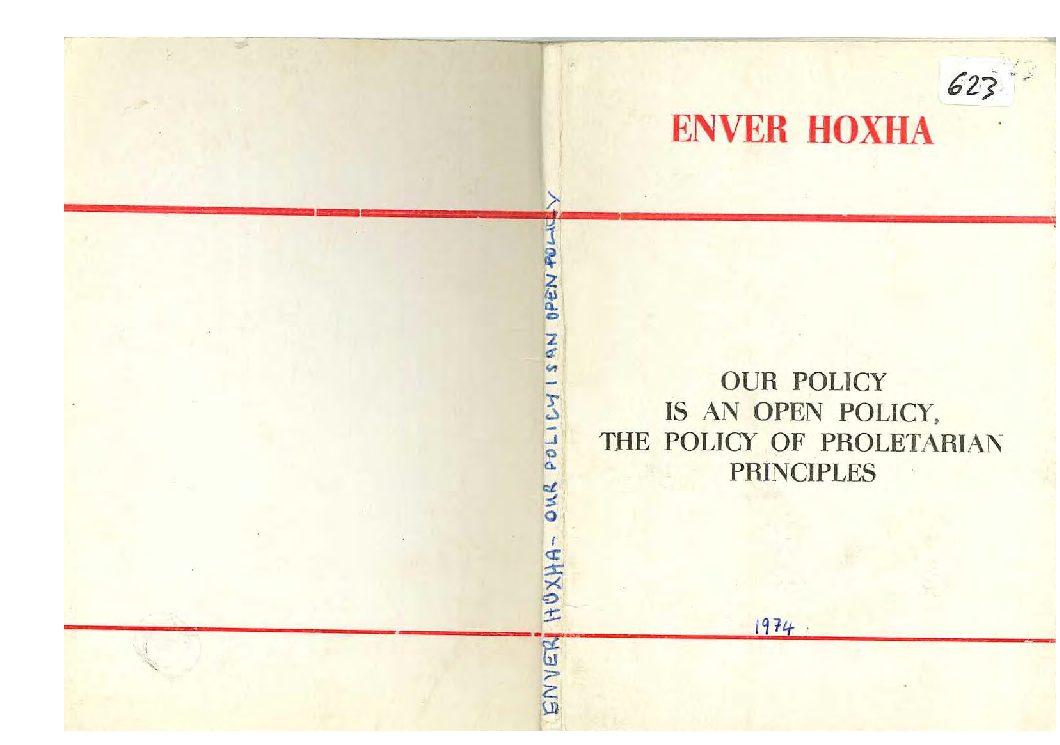 623
ENVER HOXHA
OUR POLICY
IS AN OPEN POLICY,
THE POLICY OF PROLETARIAN
PRINCIPLES
1974
ENVER HOXHA - OUR POLICY IS AN OPEN POLICY